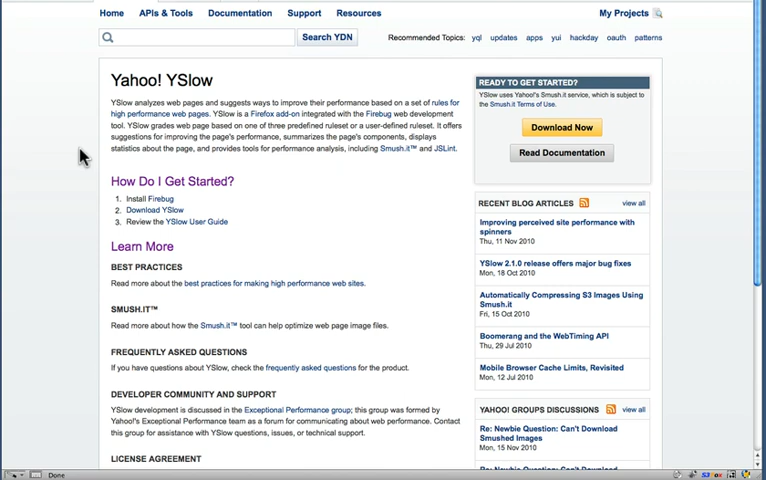 Home APIs & Tools Documentation Support Resources My Projects
Search YDN Recommended Topics: yql updates apps yui hackday oauth patterns
Yahoo! YSlow
YSlow analyzes web pages and suggests ways to improve their performance based on a set of rules for
high performance web pages. YSlow is a Firefox add-on integrated with the Firebug web development
tool. YSlow grades web page based on one of three predefined ruleset or a user-defined ruleset. It offers
suggestions for improving the page's performance, summarizes the page's components, displays
statistics about the page, and provides tools for performance analysis, including Smush.it™ and JSLint.
How Do I Get Started?
1. Install Firebug
2. Download YSlow
3. Review the YSlow User Guide
Learn More
BEST PRACTICES
Read more about the best practices for making high performance web sites.
SMUSH.IT™
Read more about how the Smush.it™ tool can help optimize web page image files.
FREQUENTLY ASKED QUESTIONS
If you have questions about YSlow, check the frequently asked questions for the product.
DEVELOPER COMMUNITY AND SUPPORT
YSlow development is discussed in the Exceptional Performance group; this group was formed by
Yahoo's Exceptional Performance team as a forum for communicating about web performance. Contact
this group for assistance with YSlow questions, issues, or technical support.
LICENSE AGREEMENT
READY TO GET STARTED?
YSlow uses Yahoo!'s Smush.it service, which is subject to
the Smush.it Terms of Use.
Download Now
Read Documentation
RECENT BLOG ARTICLES view all
Improving perceived site performance with
spinners
Thu, 11 Nov 2010
YSlow 2.1.0 release offers major bug fixes
Mon, 18 Oct 2010
Automatically Compressing S3 Images Using
Smush.it
Fri, 15 Oct 2010
Boomerang and the WebTiming API
Thu, 29 Jul 2010
Mobile Browser Cache Limits, Revisited
Mon, 12 Jul 2010
YAHOO! GROUPS DISCUSSIONS view all
Re: Newbie Question: Can't Download
Smushed Images
Mon, 15 Nov 2010
Re: Newbie Question: Can't Download
Done